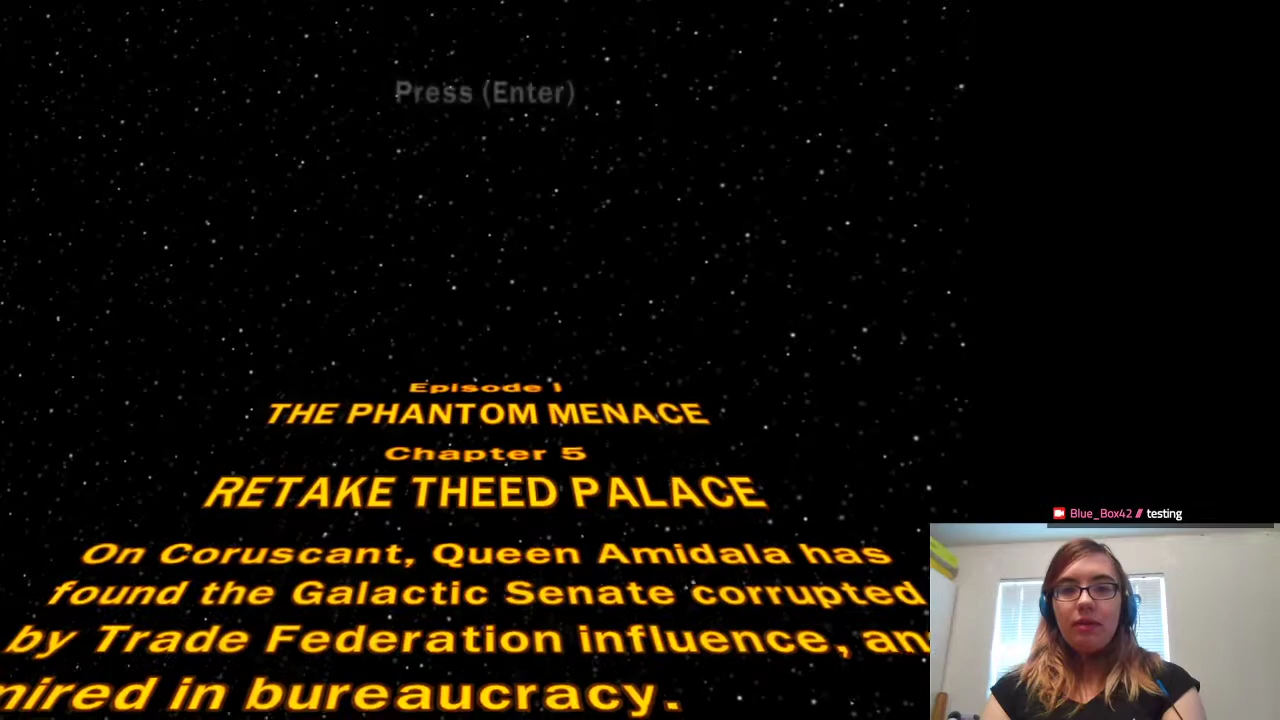 Press (Enter)
Episode I
THE PHANTOM MENACE
Chapter 5
RETAKE THEED PALACE
On Coruscant, Queen Amidala has
found the Galactic Senate corrupted
by Trade Federation influence, an
mired in bureaucracy.
Blue_Box42 // testing